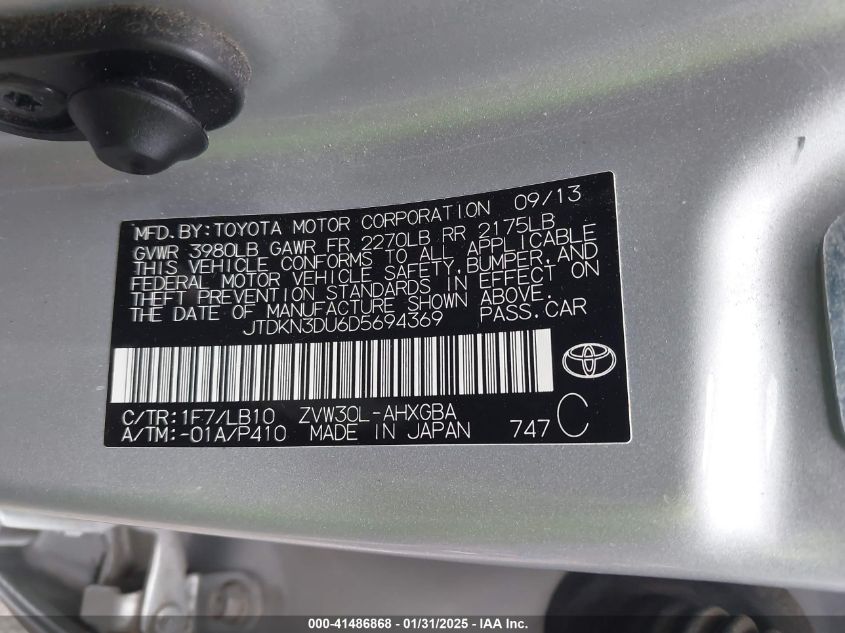 MFD.BY:TOYOTA MOTOR CORPORATION 09/13
GVWR 3980LB GAWR FR 2270LB RR 2175LB
THIS VEHICLE CONFORMS TO ALL APPLICABLE
FEDERAL MOTOR VEHICLE SAFETY,BUMPER,AND
THEFT PREVENTION STANDARDS IN EFFECT ON
THE DATE OF MANUFACTURE SHOWN ABOVE.
JTDKN3DU6D5694369 PASS.CAR
C/TR:1F7/LB10 ZVW30L-AHXGBA
A/TM:-01A/P410 MADE IN JAPAN 747 C
000-41486868 - 01/31/2025 - IAA Inc.